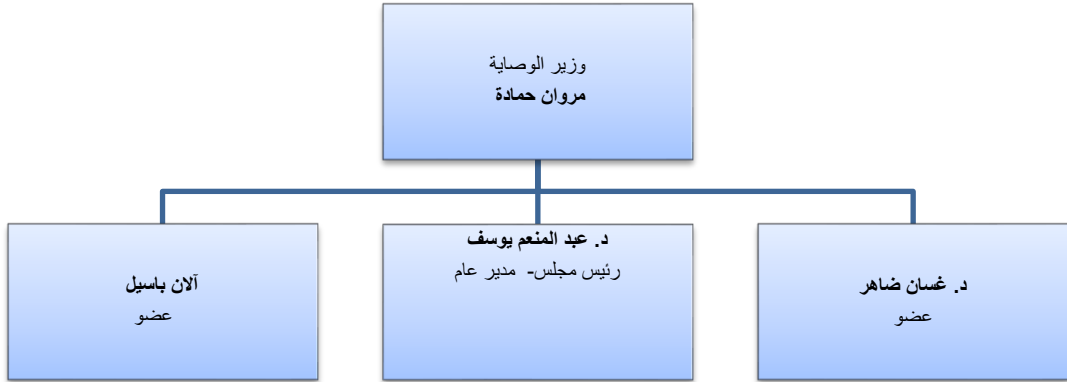 وزير الوصاية
مروان حمادة
د. غسان ضاهر
عضو
د. عبد المنعم يوسف
رئيس مجلس- مدير عام
آلان باسيل
عضو